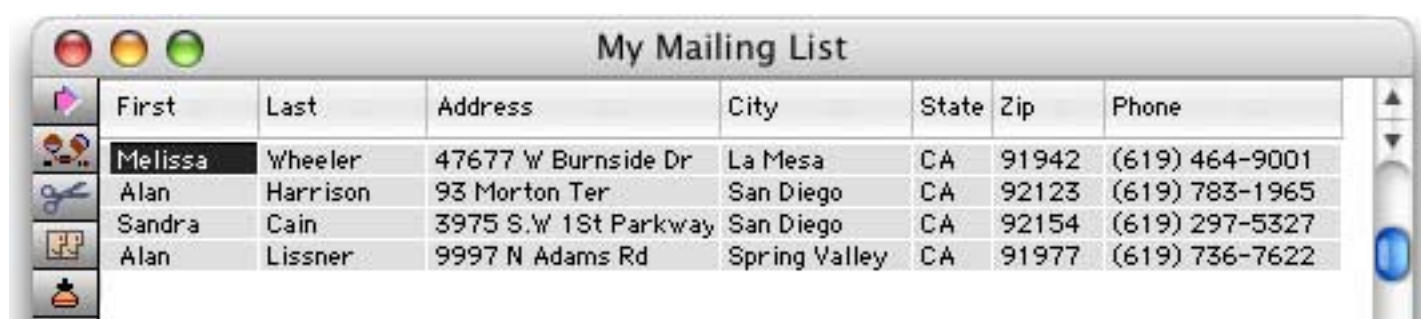 My Mailing List
First Last Address City State Zip Phone
Melissa Wheeler 47677 W Burnside Dr La Mesa CA 91942 (619) 464-9001
Alan Harrison 93 Morton Ter San Diego CA 92123 (619) 783-1965
Sandra Cain 3975 S.W 1St Parkway San Diego CA 92154 (619) 297-5327
Alan Lissner 9997 N Adams Rd Spring Valley CA 91977 (619) 736-7622